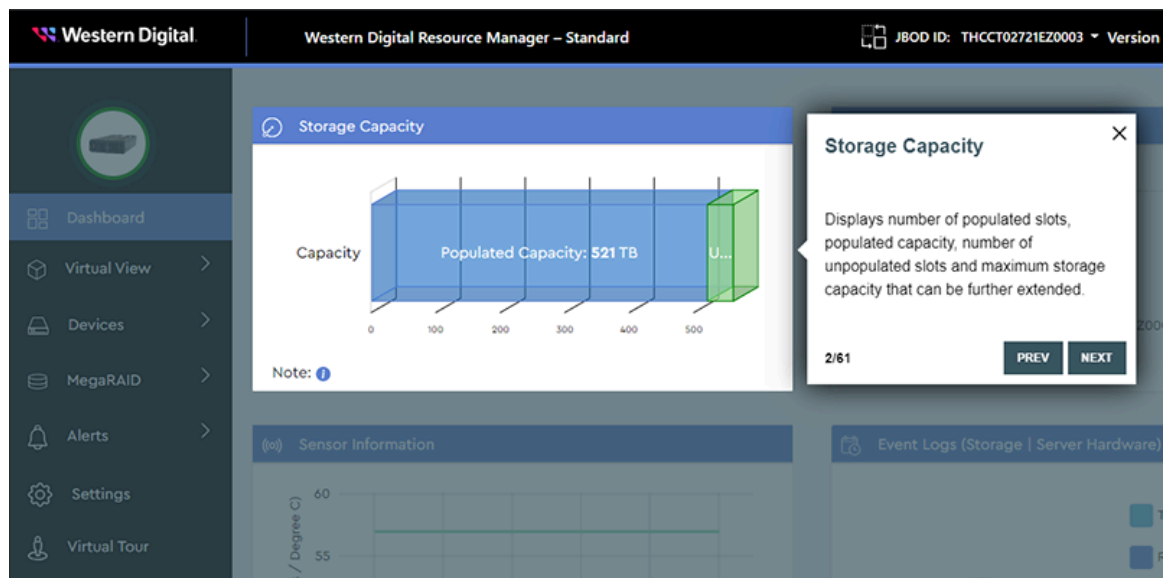 Western Digital.
Western Digital Resource Manager – Standard
JBOD ID: THCCT02721EZ0003
Version
Dashboard
Virtual View
Devices
MegaRAID
Alerts
Settings
Virtual Tour
Storage Capacity
Capacity
Populated Capacity: 521 TB
U...
0 100 200 300 400 500
Note:
Storage Capacity
Displays number of populated slots,
populated capacity, number of
unpopulated slots and maximum storage
capacity that can be further extended.
2/61
PREV
NEXT
Sensor Information
60
55
/ Degree C)
Event Logs (Storage | Server Hardware)